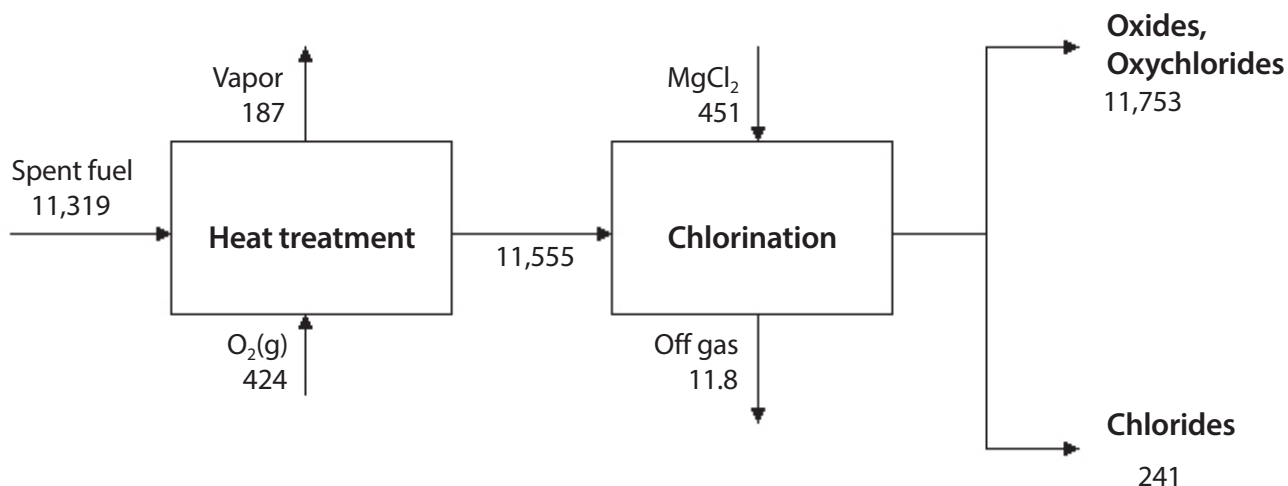 Oxides,
Oxychlorides
11,753
Vapor
187
MgCl₂
451
Spent fuel
11,319
Heat treatment
11,555
Chlorination
O₂(g)
424
Off gas
11.8
Chlorides
241